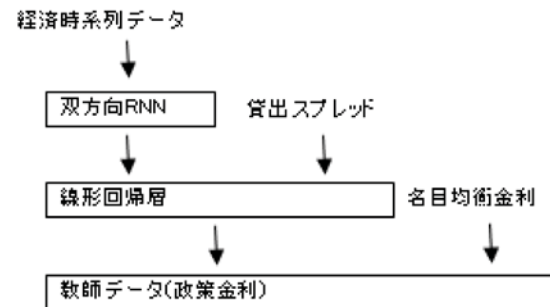 経済時系列データ
双方向RNN
貸出スプレッド
線形回帰層
名目均衡金利
教師データ(政策金利)